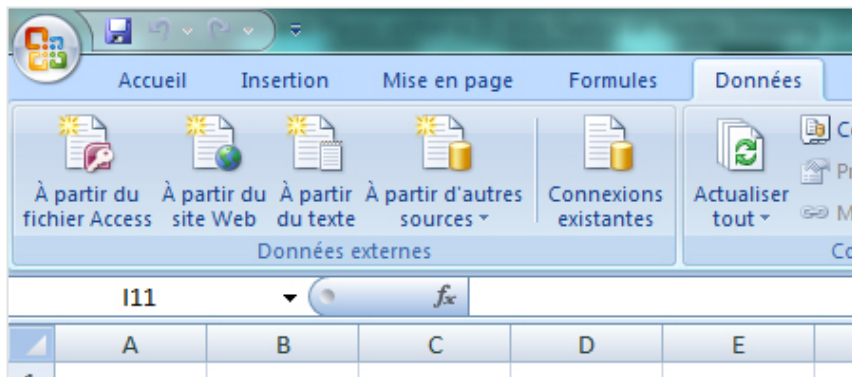 Accueil Insertion Mise en page Formules Données
À partir du fichier Access
À partir du site Web
À partir du texte
À partir d'autres sources
Connexions existantes
Actualiser tout
Données externes
I11 fx
A B C D E